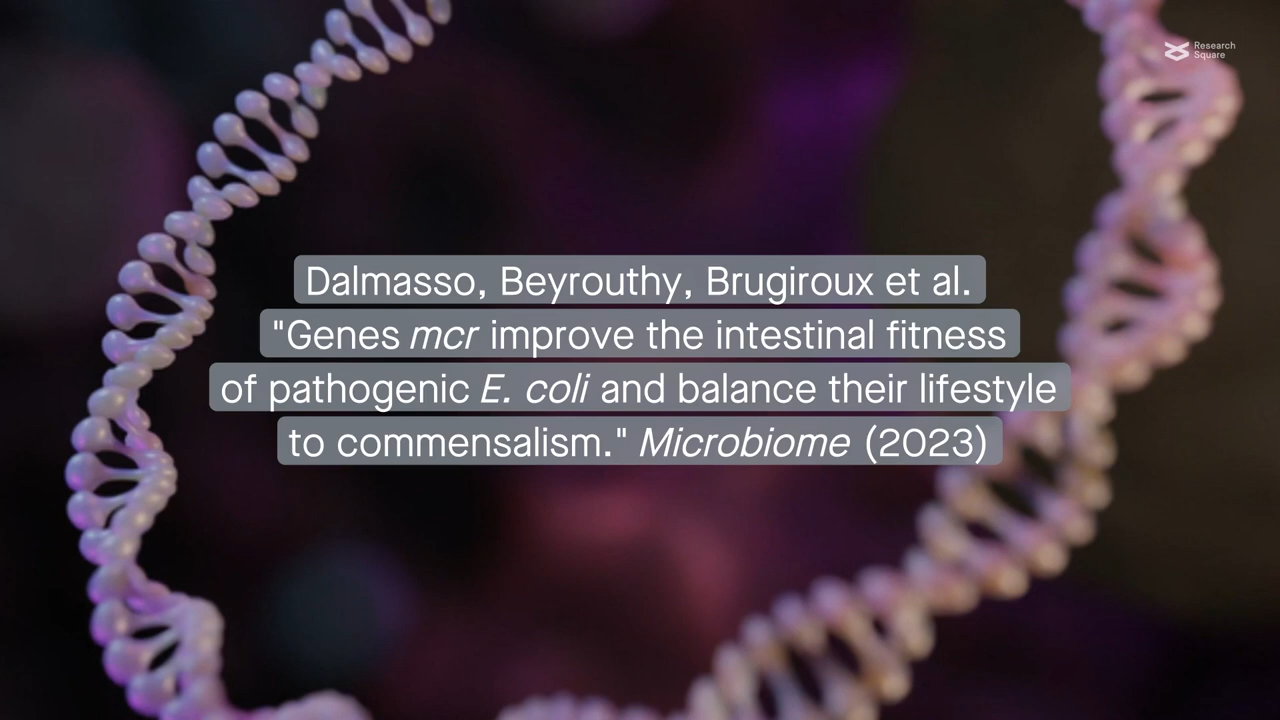 Research
Square
Dalmasso, Beyrouthy, Brugiroux et al.
"Genes mcr improve the intestinal fitness
of pathogenic E. coli and balance their lifestyle
to commensalism." Microbiome (2023)